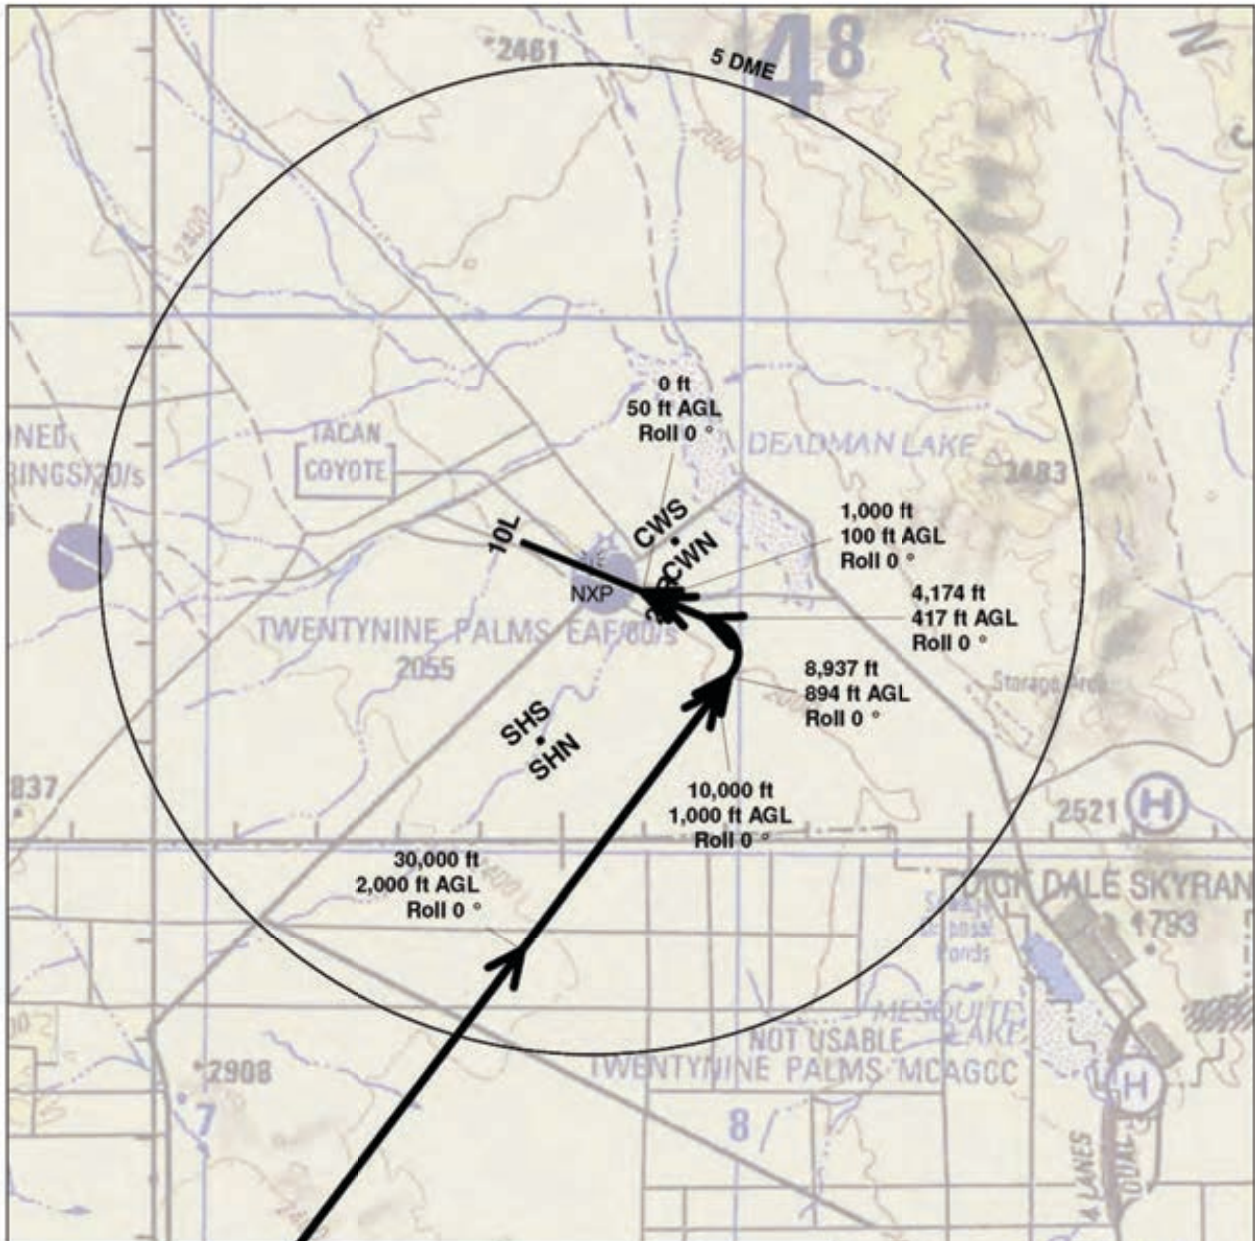 2461
5 DME
48
2000
2400
0 ft
50 ft AGL
Roll 0 °
TACAN
COYOTE
DEADMAN LAKE
3483
1,000 ft
100 ft AGL
Roll 0 °
10L
CWS
CWN
NXP
4,174 ft
417 ft AGL
Roll 0 °
TWENTYNINE PALMS EAF/60/s
2055
8,937 ft
894 ft AGL
Roll 0 °
Storage Area
SHS
SHN
10,000 ft
1,000 ft AGL
Roll 0 °
837
2521
H
30,000 ft
2,000 ft AGL
Roll 0 °
DALE SKYRAN
1793
MESQUITE
LAKE
NOT USABLE
TWENTYNINE PALMS MCAGCC
2908
7
8
H
4 LANES
DUAL